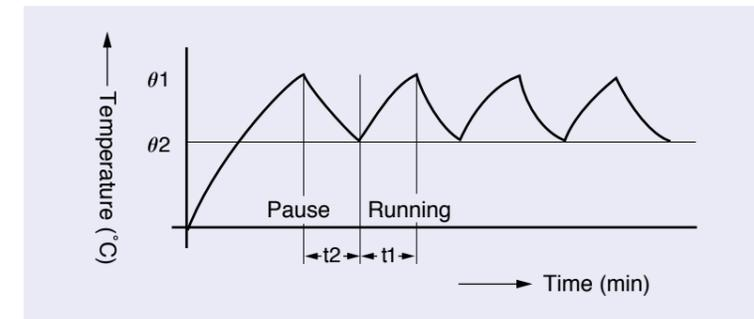 θ1
Temperature (˚C)
θ2
Pause
Running
t2
t1
Time (min)